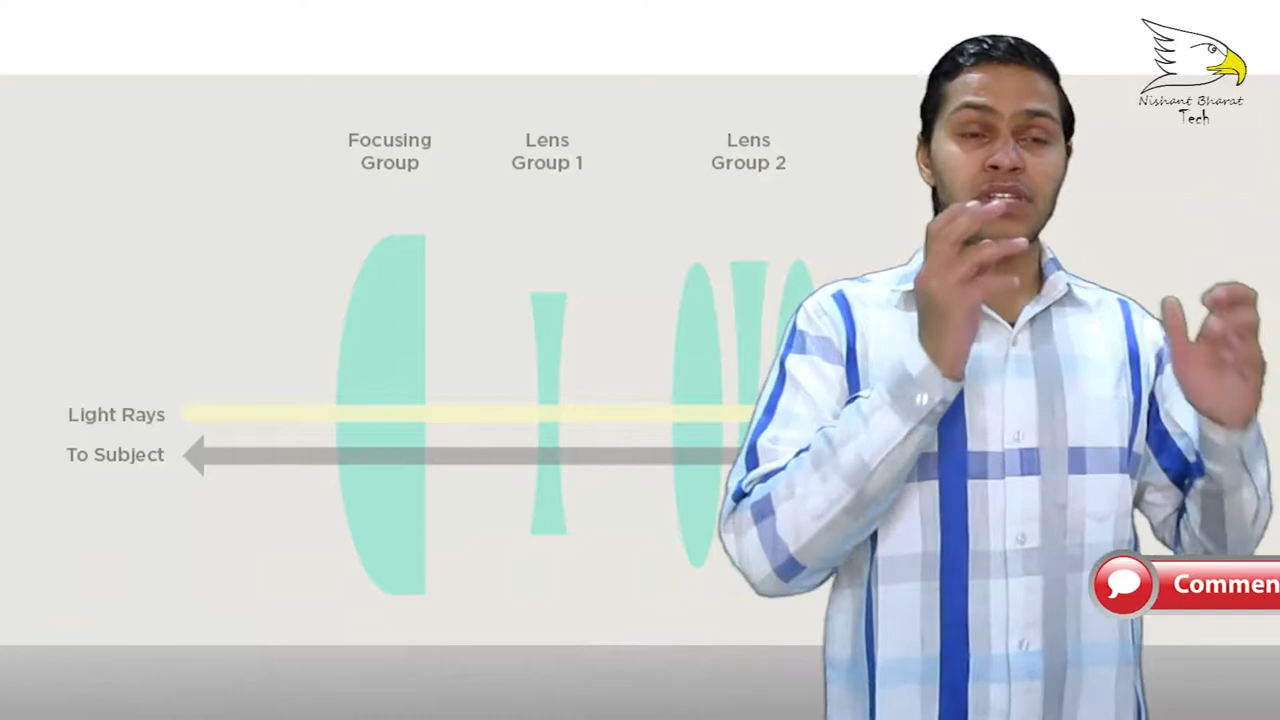 Nishant Bharat
Tech
Focusing
Group
Lens
Group 1
Lens
Group 2
Light Rays
To Subject
Commen